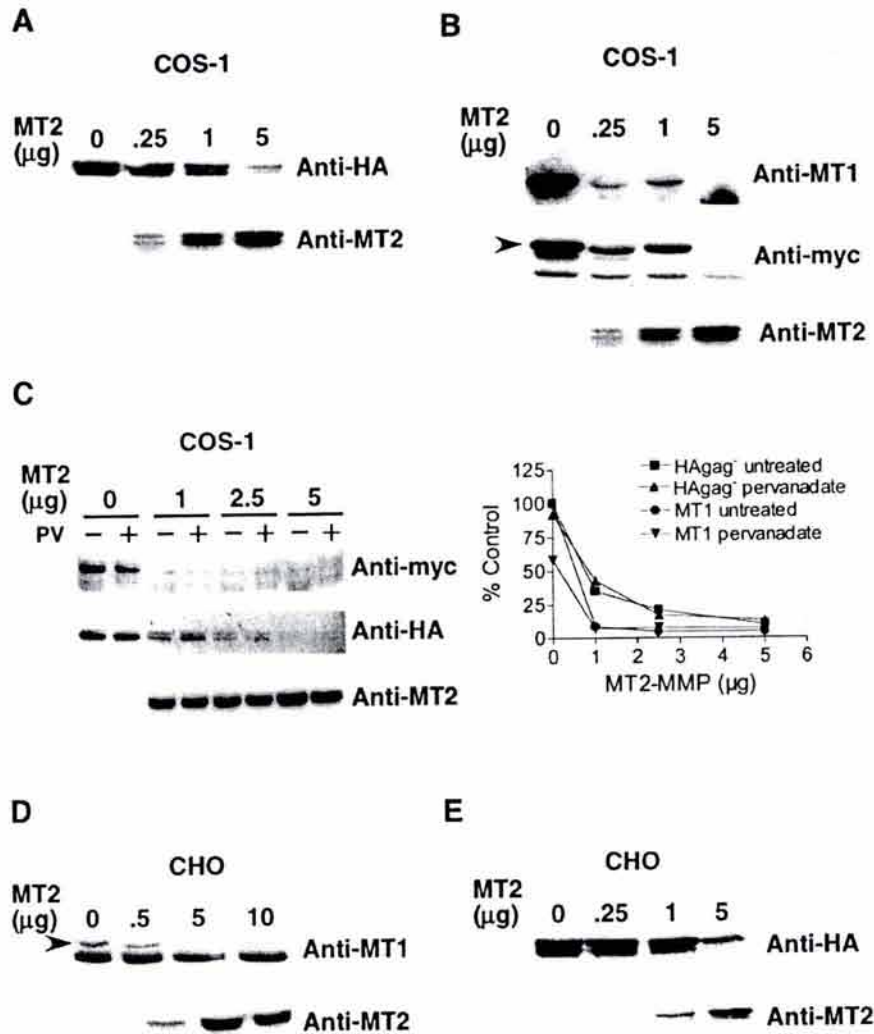 A
COS-1
MT2
(µg)
0 .25 1 5
Anti-HA
Anti-MT2
B
COS-1
MT2
(µg)
0 .25 1 5
Anti-MT1
Anti-myc
Anti-MT2
C
COS-1
MT2
(µg)
0 1 2.5 5
PV − + − + − + − +
Anti-myc
Anti-HA
Anti-MT2
HAgag⁻ untreated
HAgag⁻ pervanadate
MT1 untreated
MT1 pervanadate
% Control
125
100
75
50
25
0
0 1 2 3 4 5 6
MT2-MMP (µg)
D
CHO
MT2
(µg)
0 .5 5 10
Anti-MT1
Anti-MT2
E
CHO
MT2
(µg)
0 .25 1 5
Anti-HA
Anti-MT2